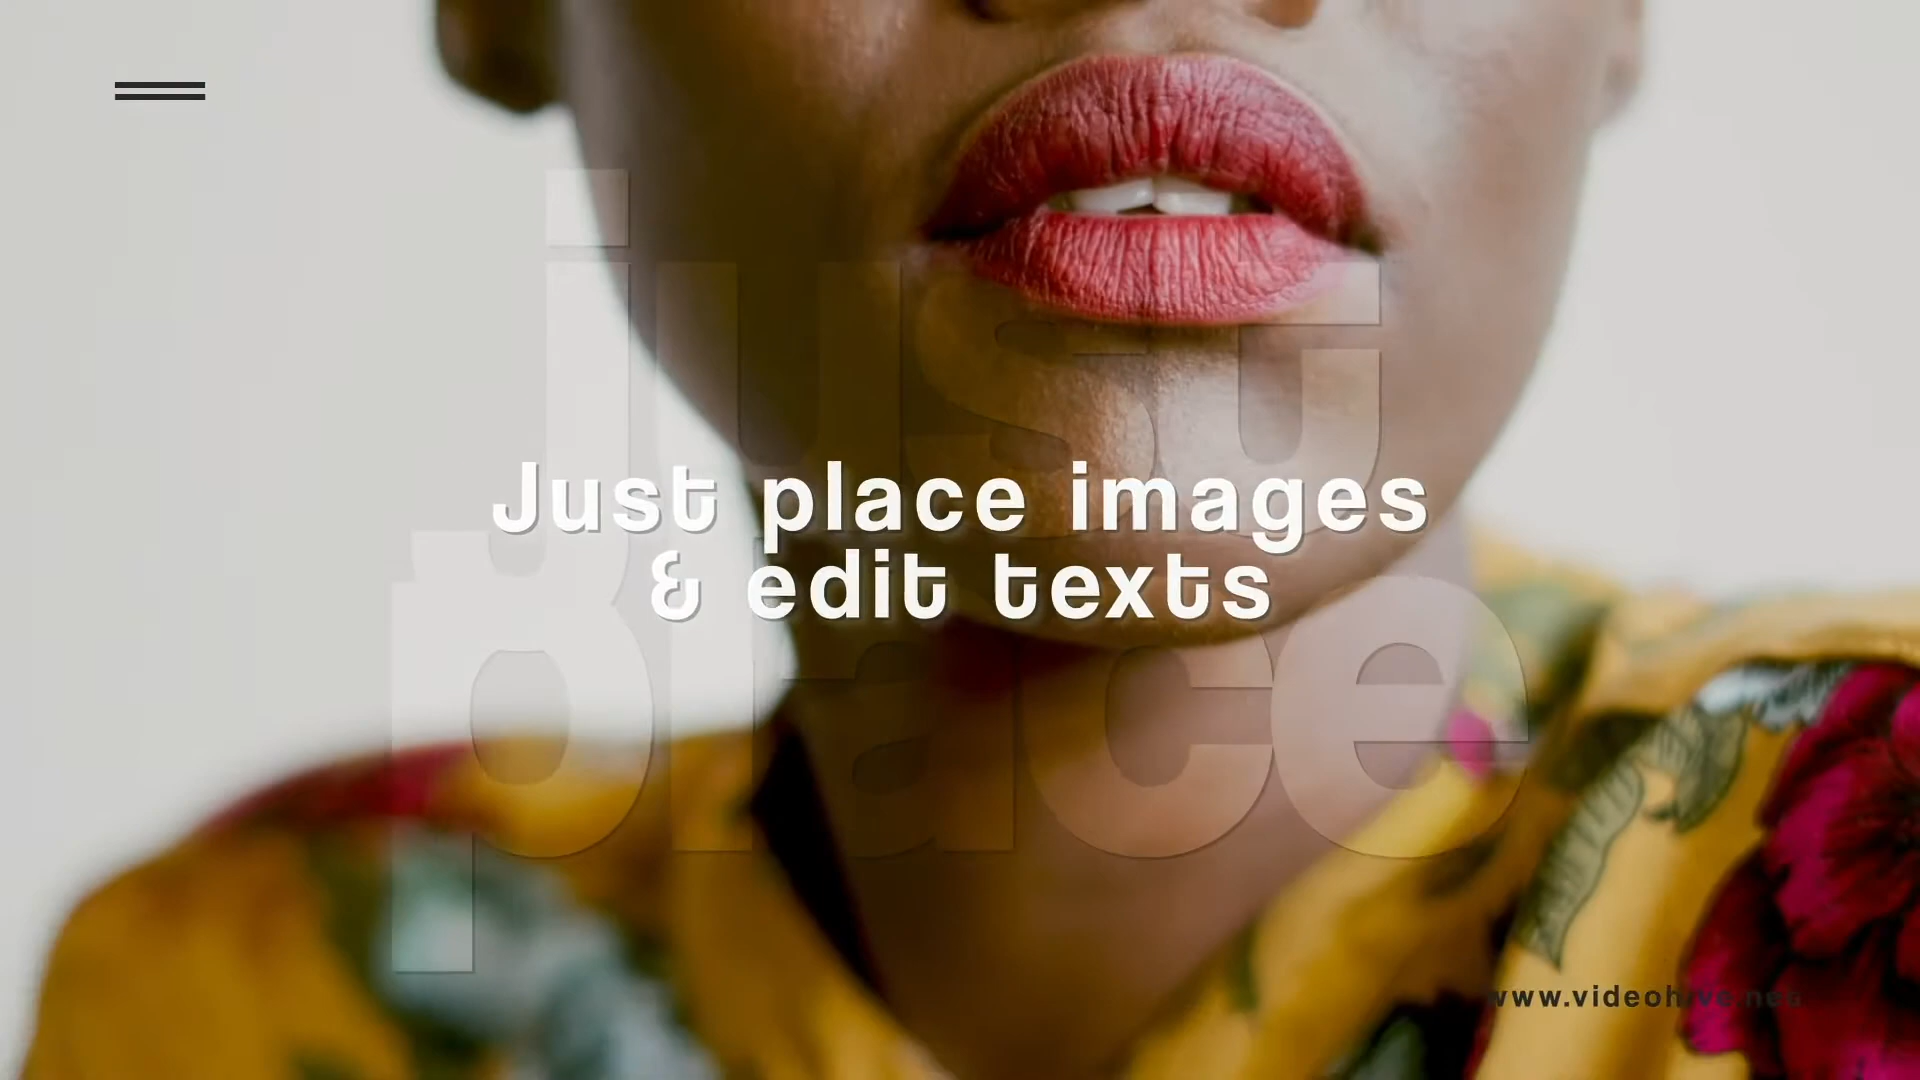 just
place
Just place images
& edit texts
www.videohive.net